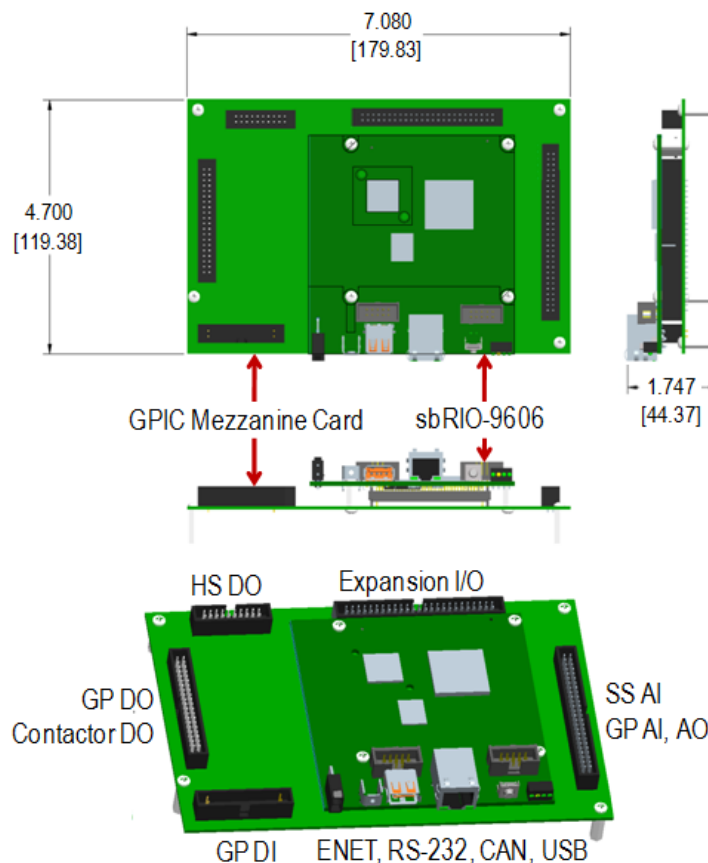 7.080
[179.83]
4.700
[119.38]
1.747
[44.37]
GPIC Mezzanine Card
sbRIO-9606
HS DO
Expansion I/O
GP DO
Contactor DO
SS AI
GP AI, AO
GP DI
ENET, RS-232, CAN, USB